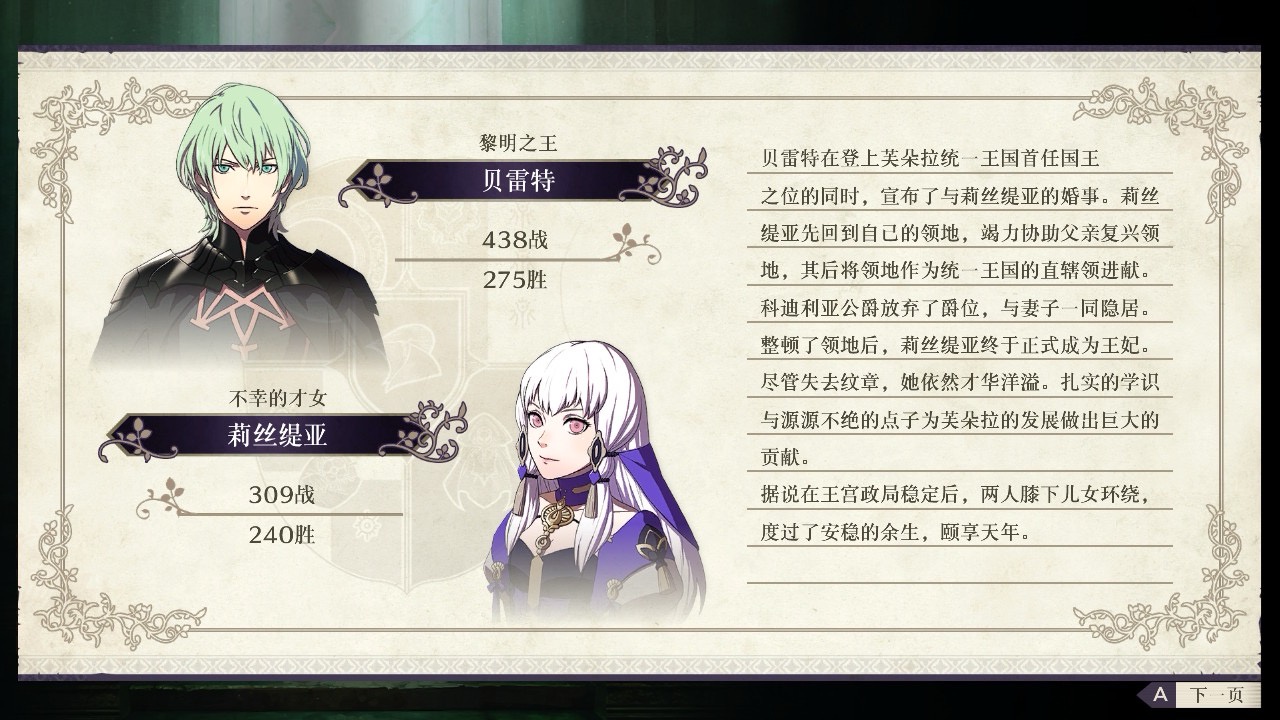 黎明之王
贝雷特
438战
275胜
不幸的才女
莉丝缇亚
309战
240胜
贝雷特在登上芙朵拉统一王国首任国王
之位的同时，宣布了与莉丝缇亚的婚事。莉丝
缇亚先回到自己的领地，竭力协助父亲复兴领
地，其后将领地作为统一王国的直辖领进献。
科迪利亚公爵放弃了爵位，与妻子一同隐居。
整顿了领地后，莉丝缇亚终于正式成为王妃。
尽管失去纹章，她依然才华洋溢。扎实的学识
与源源不绝的点子为芙朵拉的发展做出巨大的
贡献。
据说在王宫政局稳定后，两人膝下儿女环绕，
度过了安稳的余生，颐享天年。
A 下一页